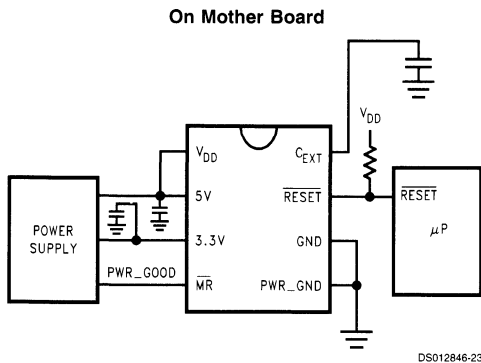 On Mother Board
V_DD
V_DD
C_EXT
5V
RESET
RESET
POWER
SUPPLY
3.3V
GND
μP
PWR_GOOD
MR
PWR_GND
DS012846-23